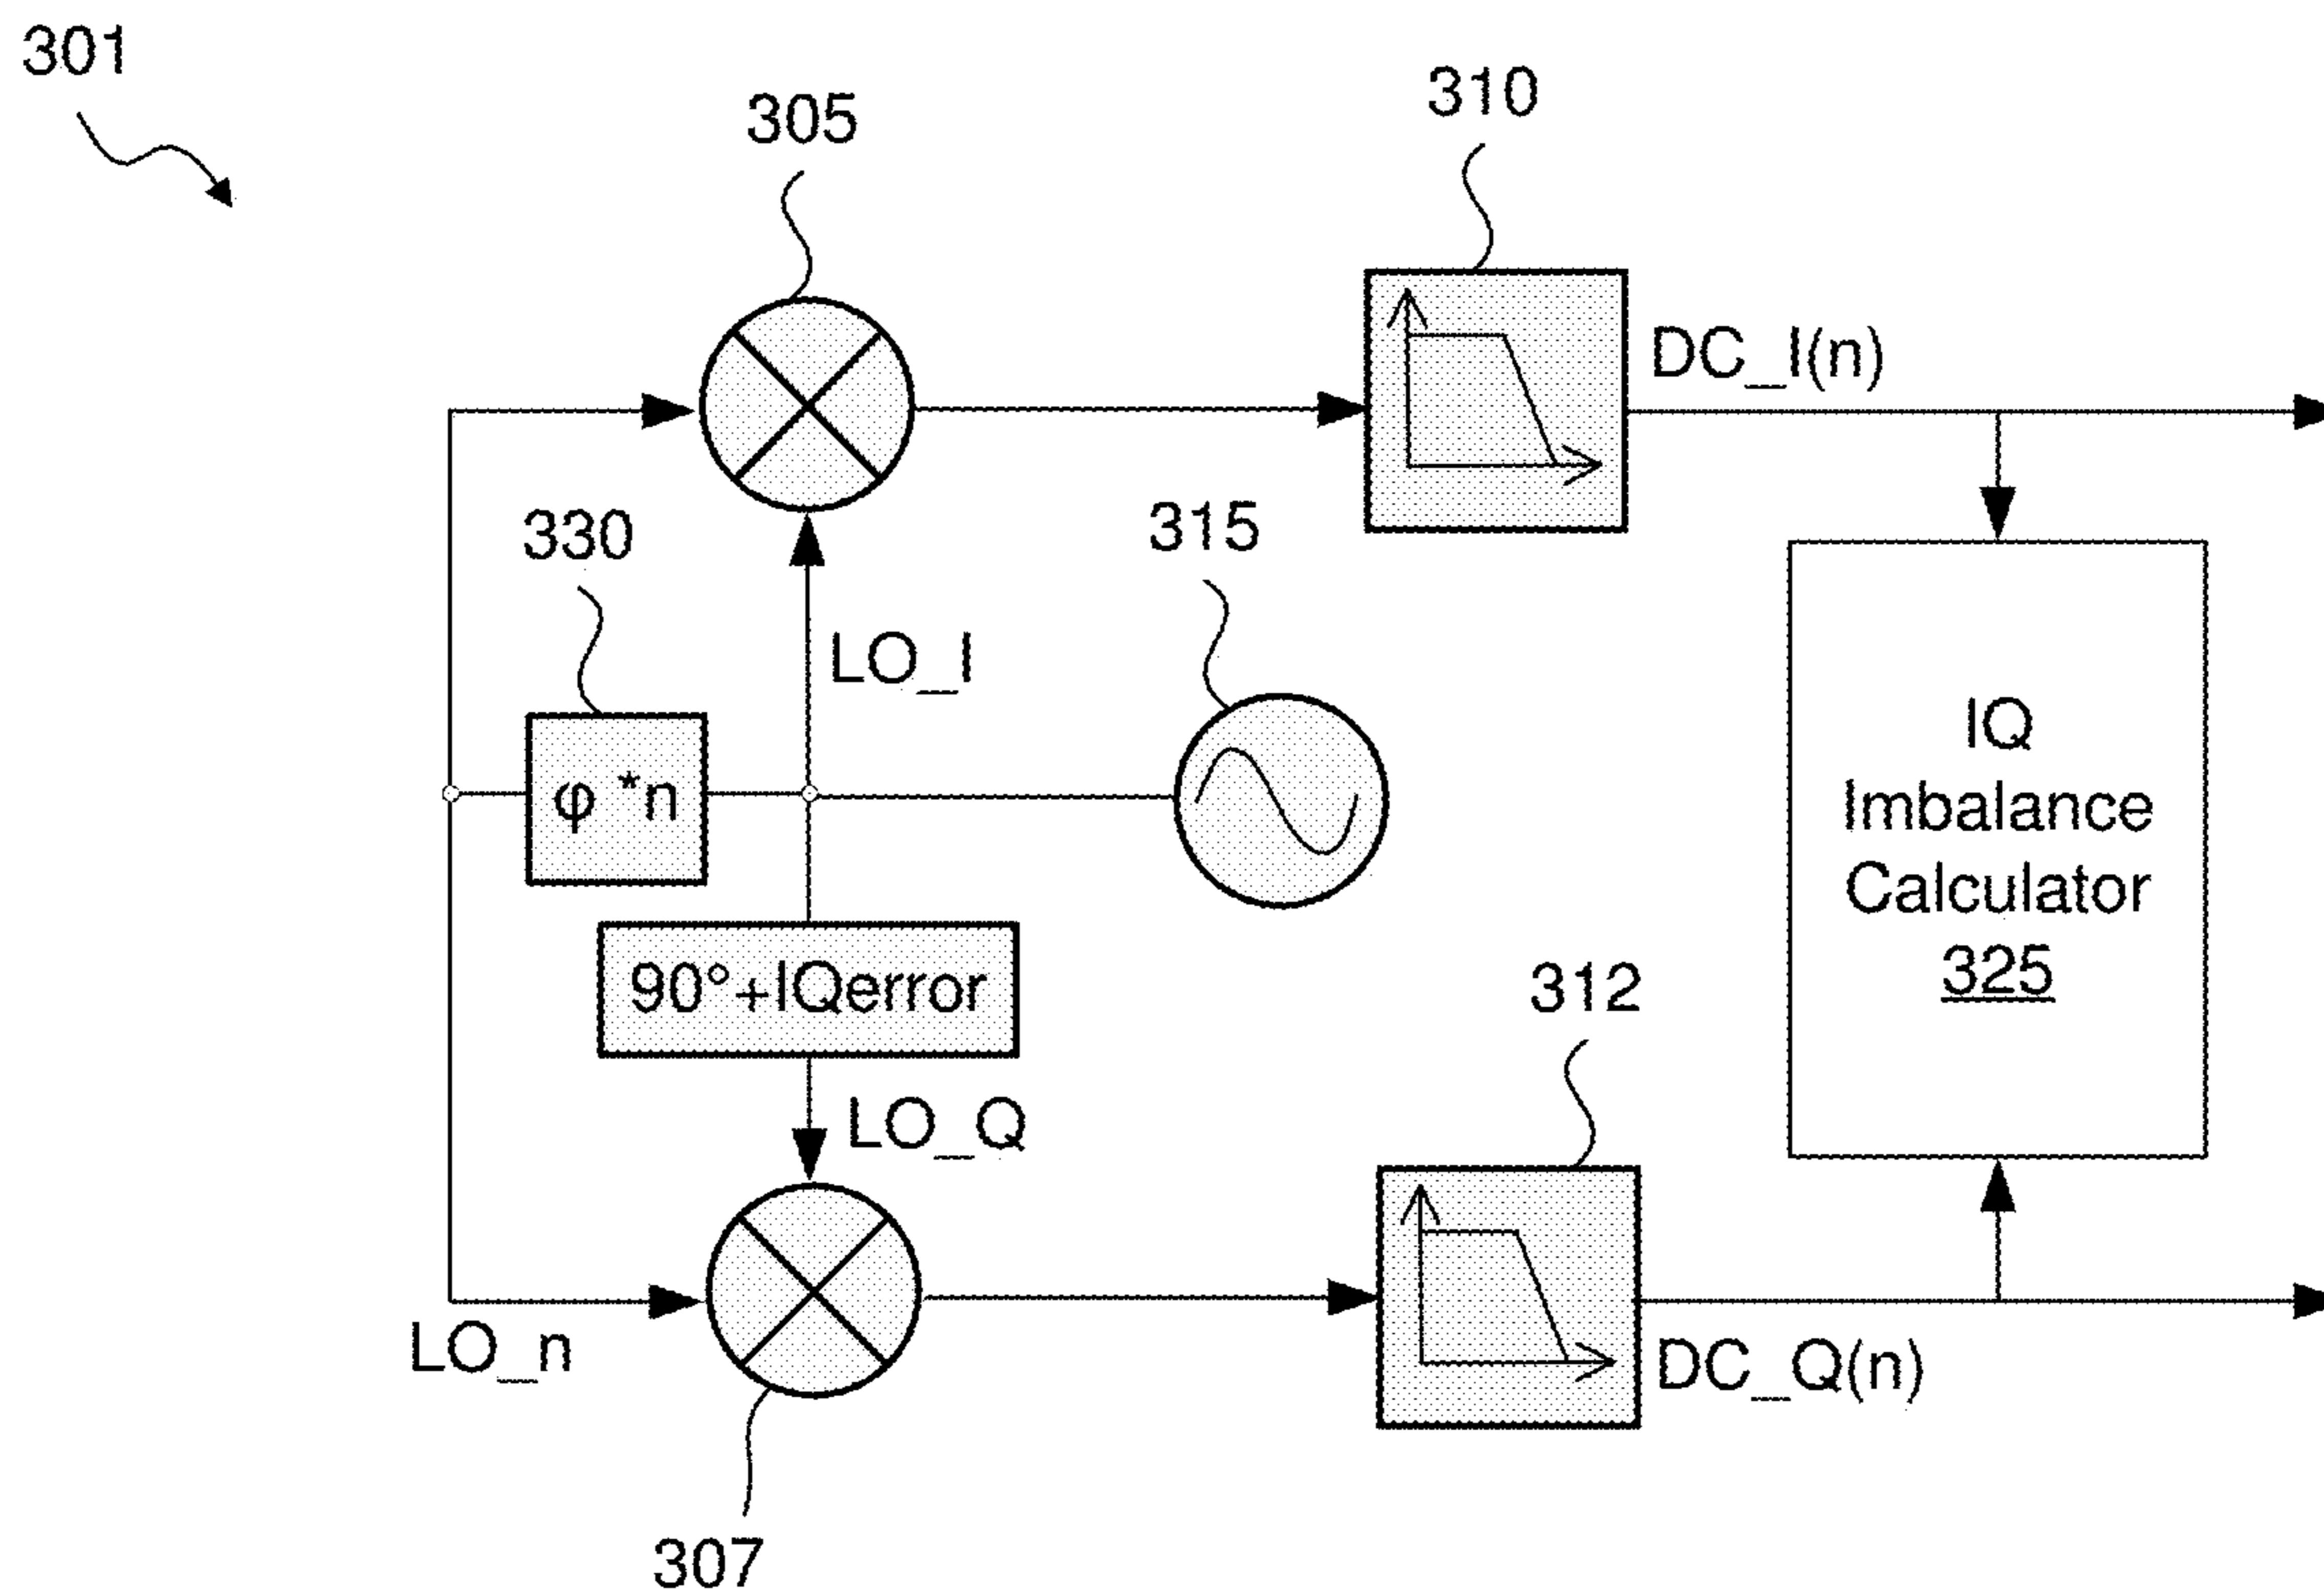 301
305
310
DC_I(n)
330
315
LO_I
φ *n
IQ
Imbalance
Calculator
325
90°+IQerror
312
LO_Q
LO_n
DC_Q(n)
307